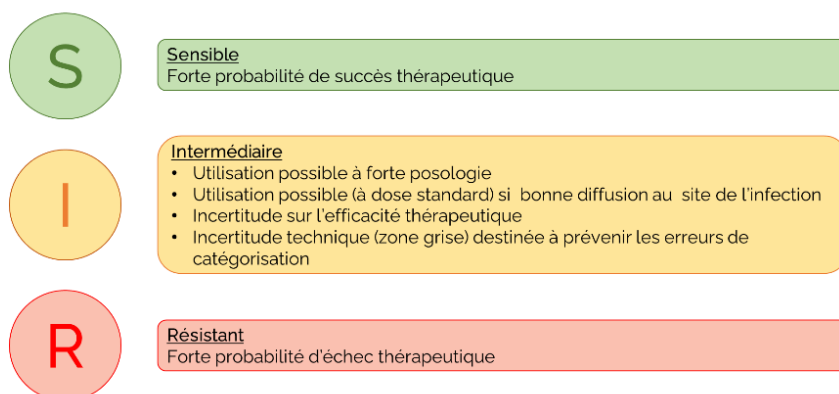 S
Sensible
Forte probabilité de succès thérapeutique
I
Intermédiaire
• Utilisation possible à forte posologie
• Utilisation possible (à dose standard) si bonne diffusion au site de l'infection
• Incertitude sur l'efficacité thérapeutique
• Incertitude technique (zone grise) destinée à prévenir les erreurs de
catégorisation
R
Résistant
Forte probabilité d'échec thérapeutique